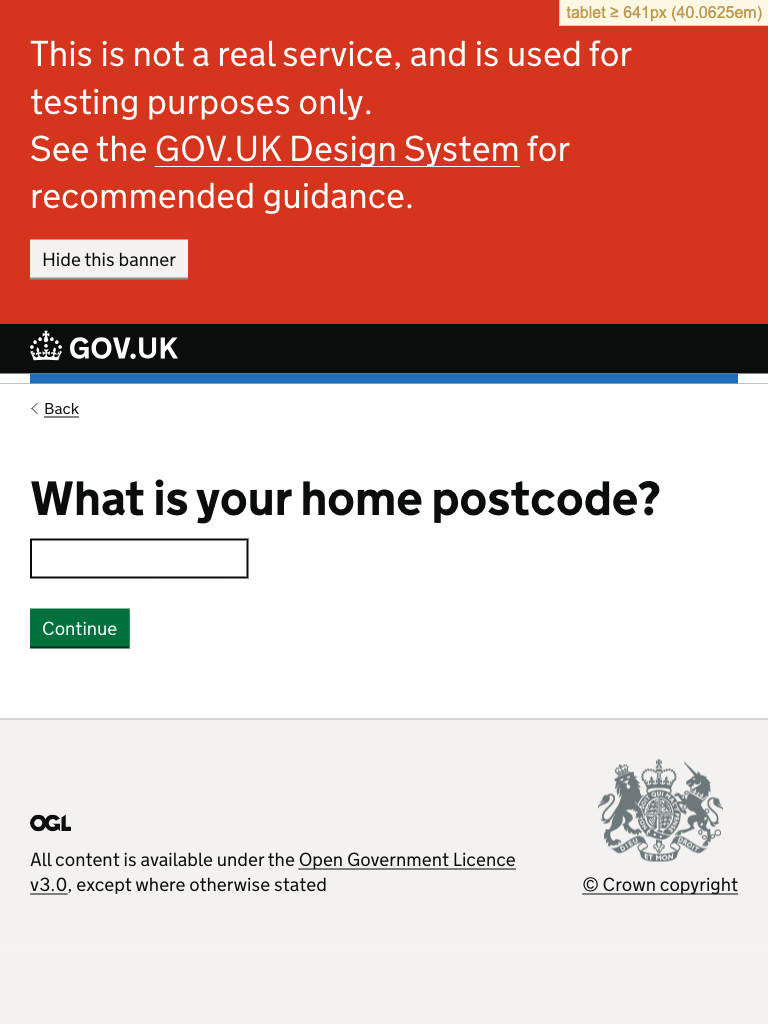 tablet ≥ 641px (40.0625em)
This is not a real service, and is used for
testing purposes only.
See the GOV.UK Design System for
recommended guidance.
Hide this banner
GOV.UK
Back
What is your home postcode?
Continue
OGL
All content is available under the Open Government Licence
v3.0, except where otherwise stated
© Crown copyright